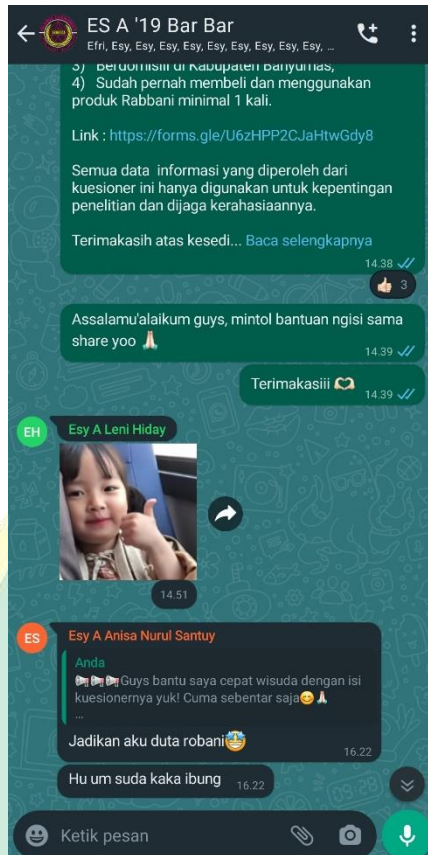 ES A '19 Bar Bar
Efri, Esy, Esy, Esy, Esy, Esy, Esy, Esy, Esy, Esy, ...
3) Berdomisili di Kabupaten Banyumas,
4) Sudah pernah membeli dan menggunakan
produk Rabbani minimal 1 kali.
Link : https://forms.gle/U6zHPP2CJaHtwGdy8
Semua data informasi yang diperoleh dari
kuesioner ini hanya digunakan untuk kepentingan
penelitian dan dijaga kerahasiaannya.
Terimakasih atas kesedi... Baca selengkapnya
14.38
👍🏻 3
Assalamu'alaikum guys, mintol bantuan ngisi sama
share yoo 🙏🏻
14.39
Terimakasiii 🫶🏻
14.39
EH
Esy A Leni Hiday
14.51
ES
Esy A Anisa Nurul Santuy
Anda
📢📢📢Guys bantu saya cepat wisuda dengan isi
kuesionernya yuk! Cuma sebentar saja😊🙏🏻
...
Jadikan aku duta robani🤩
16.22
Hu um suda kaka ibung
16.22
Ketik pesan